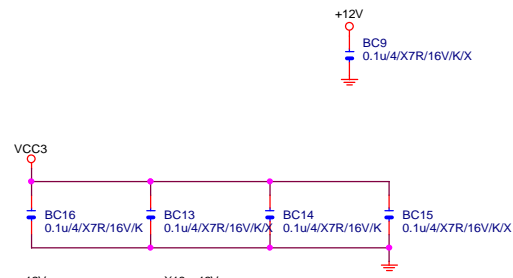 +12V
BC9
0.1u/4/X7R/16V/K/X
VCC3
BC16
0.1u/4/X7R/16V/K
BC13
0.1u/4/X7R/16V/K/X
BC14
0.1u/4/X7R/16V/K
BC15
0.1u/4/X7R/16V/K/X